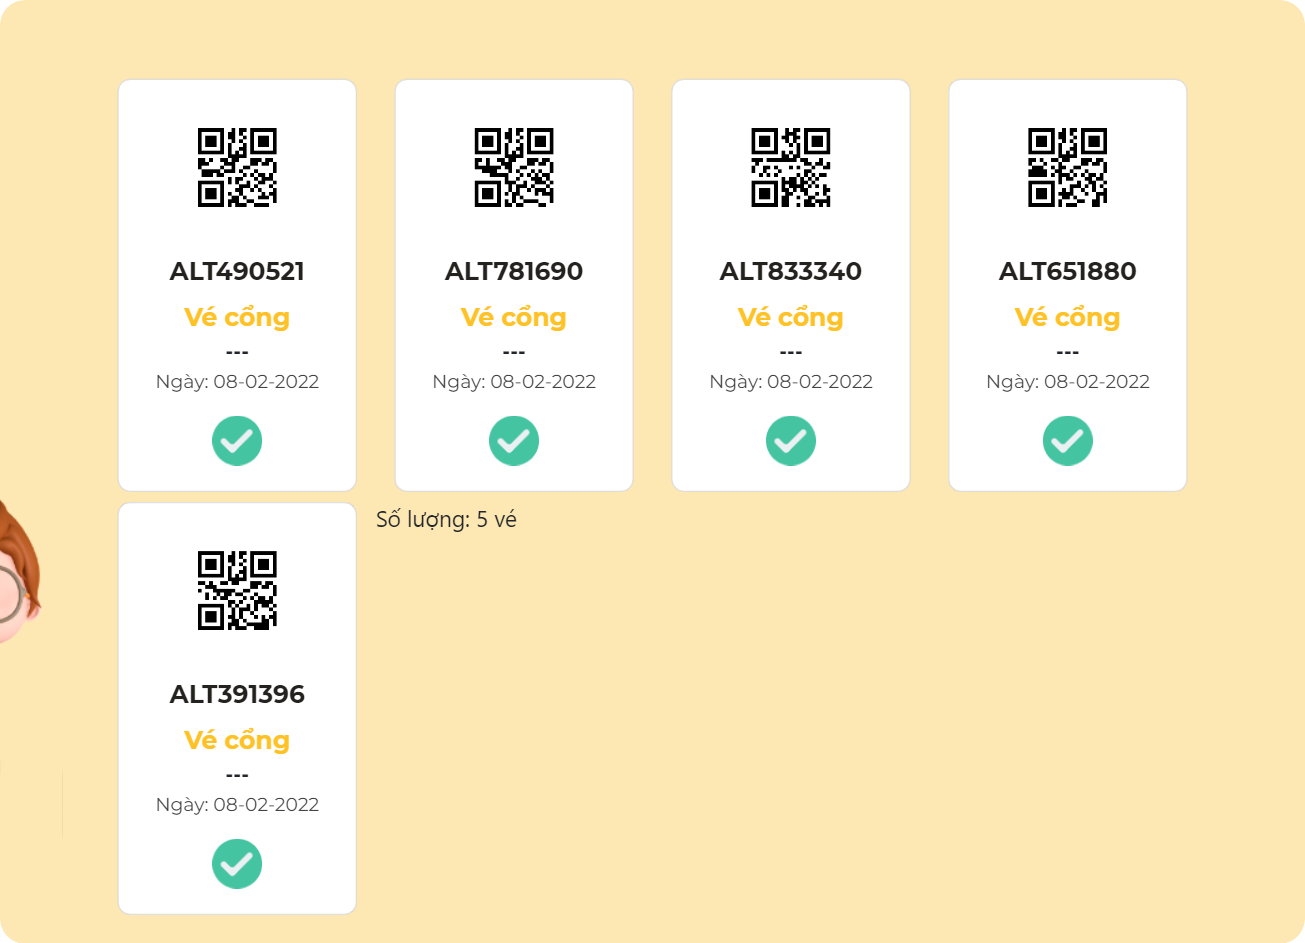 ALT490521
Vé cổng
---
Ngày: 08-02-2022
ALT781690
Vé cổng
---
Ngày: 08-02-2022
ALT833340
Vé cổng
---
Ngày: 08-02-2022
ALT651880
Vé cổng
---
Ngày: 08-02-2022
ALT391396
Vé cổng
---
Ngày: 08-02-2022
Số lượng: 5 vé